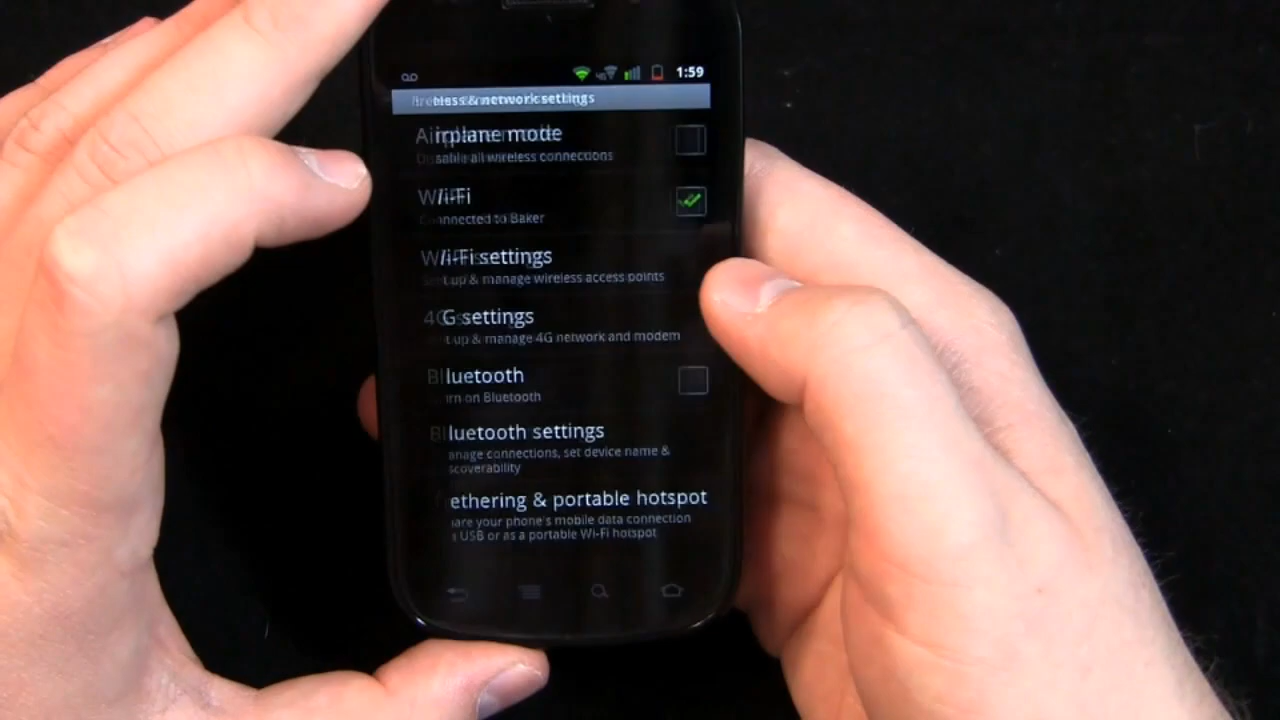 1:59
Wireless & network settings
Airplane mode
Disable all wireless connections
Wi-Fi
Connected to Baker
Wi-Fi settings
Set up & manage wireless access points
4G settings
Set up & manage 4G network and modem
Bluetooth
Turn on Bluetooth
Bluetooth settings
Manage connections, set device name &
discoverability
Tethering & portable hotspot
Share your phone's mobile data connection
via USB or as a portable Wi-Fi hotspot